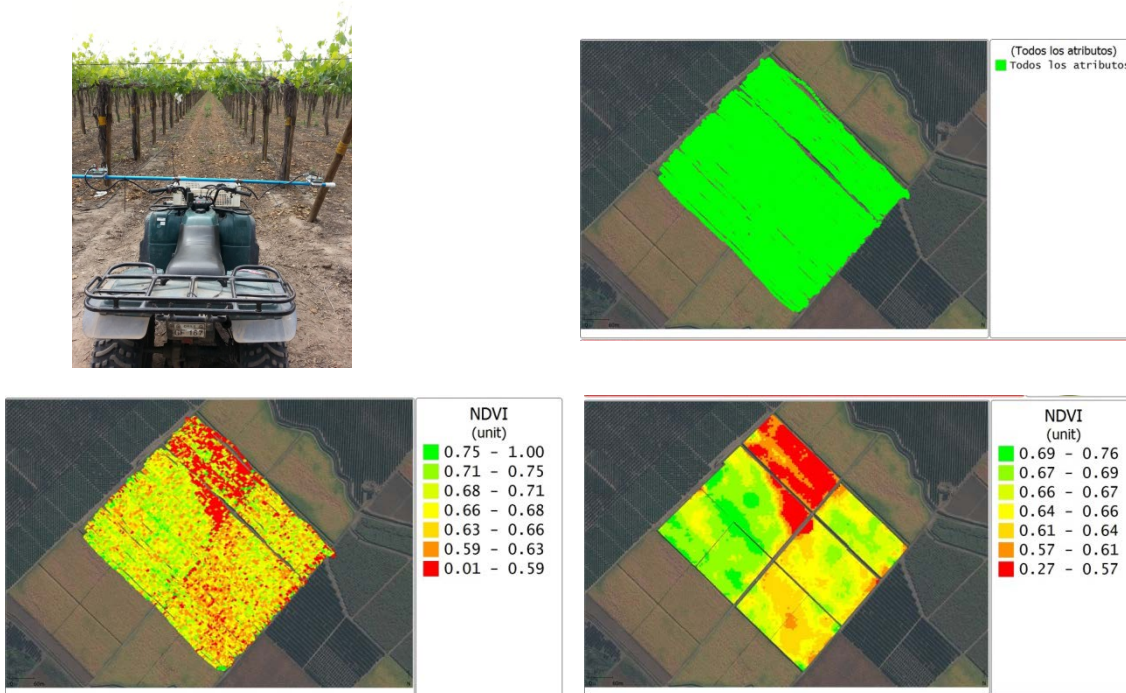 (Todos los atributos)
Todos los atributos
NDVI
(unit)
0.75 - 1.00
0.71 - 0.75
0.68 - 0.71
0.66 - 0.68
0.63 - 0.66
0.59 - 0.63
0.01 - 0.59
NDVI
(unit)
0.69 - 0.76
0.67 - 0.69
0.66 - 0.67
0.64 - 0.66
0.61 - 0.64
0.57 - 0.61
0.27 - 0.57